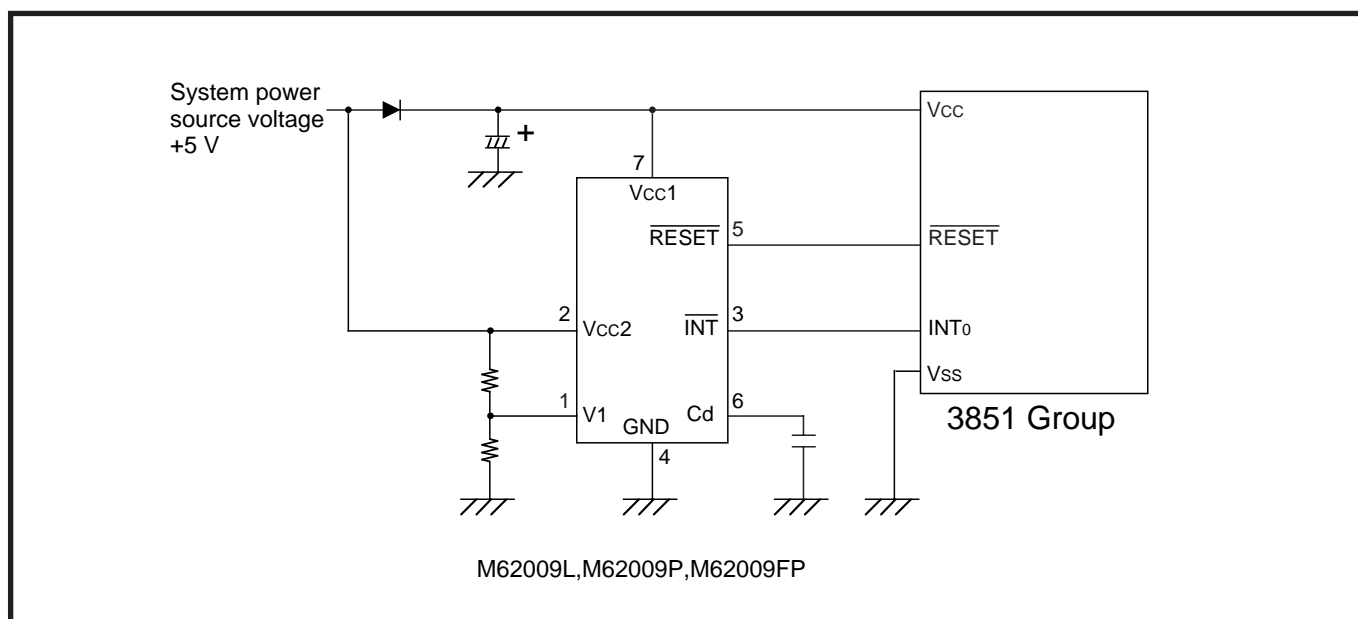 System power
source voltage
+5 V
+
VCC
7
VCC1
RESET
5
RESET
2
VCC2
INT
3
INT0
1
V1
GND
Cd
6
VSS
4
3851 Group
M62009L,M62009P,M62009FP